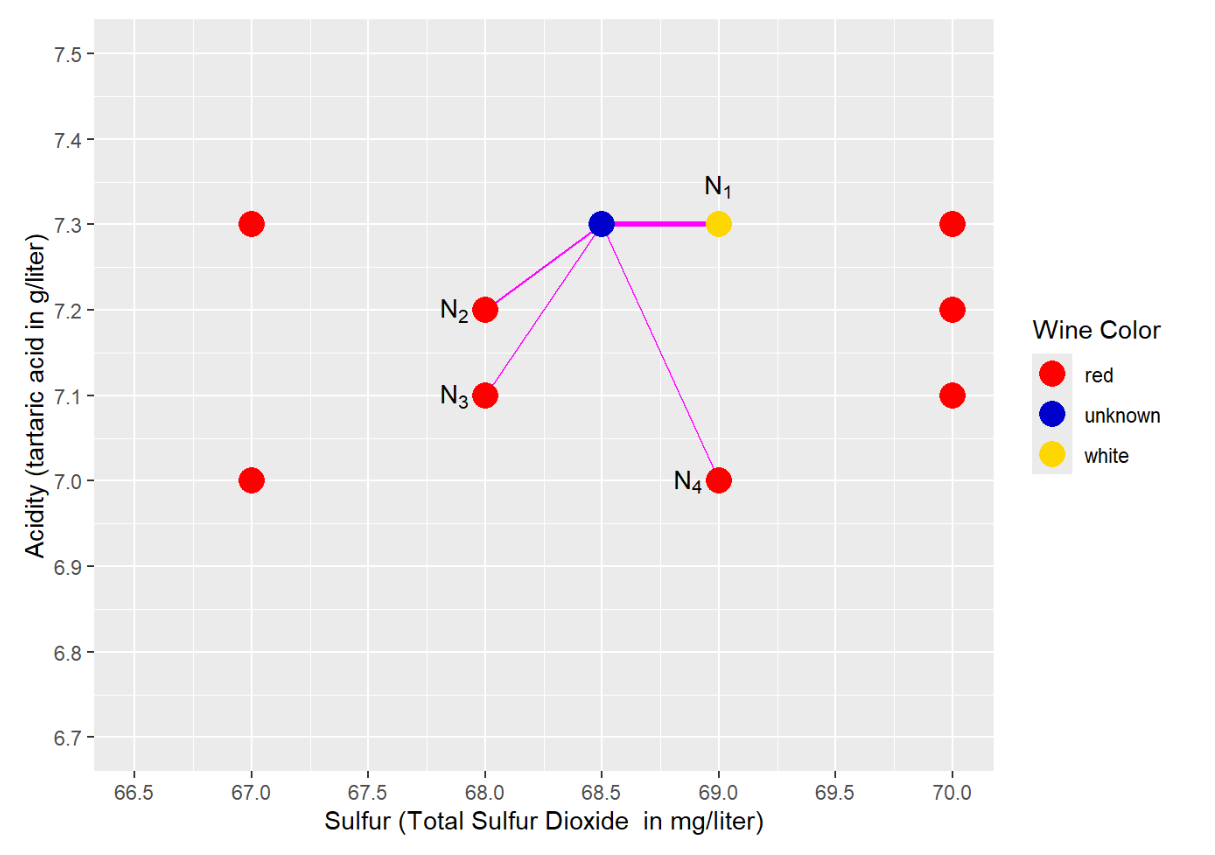 7.5
7.4
7.3
7.2
7.1
7.0
6.9
6.8
6.7
Acidity (tartaric acid in g/liter)
N1
N2
N3
N4
66.5 67.0 67.5 68.0 68.5 69.0 69.5 70.0
Sulfur (Total Sulfur Dioxide  in mg/liter)
Wine Color
red
unknown
white